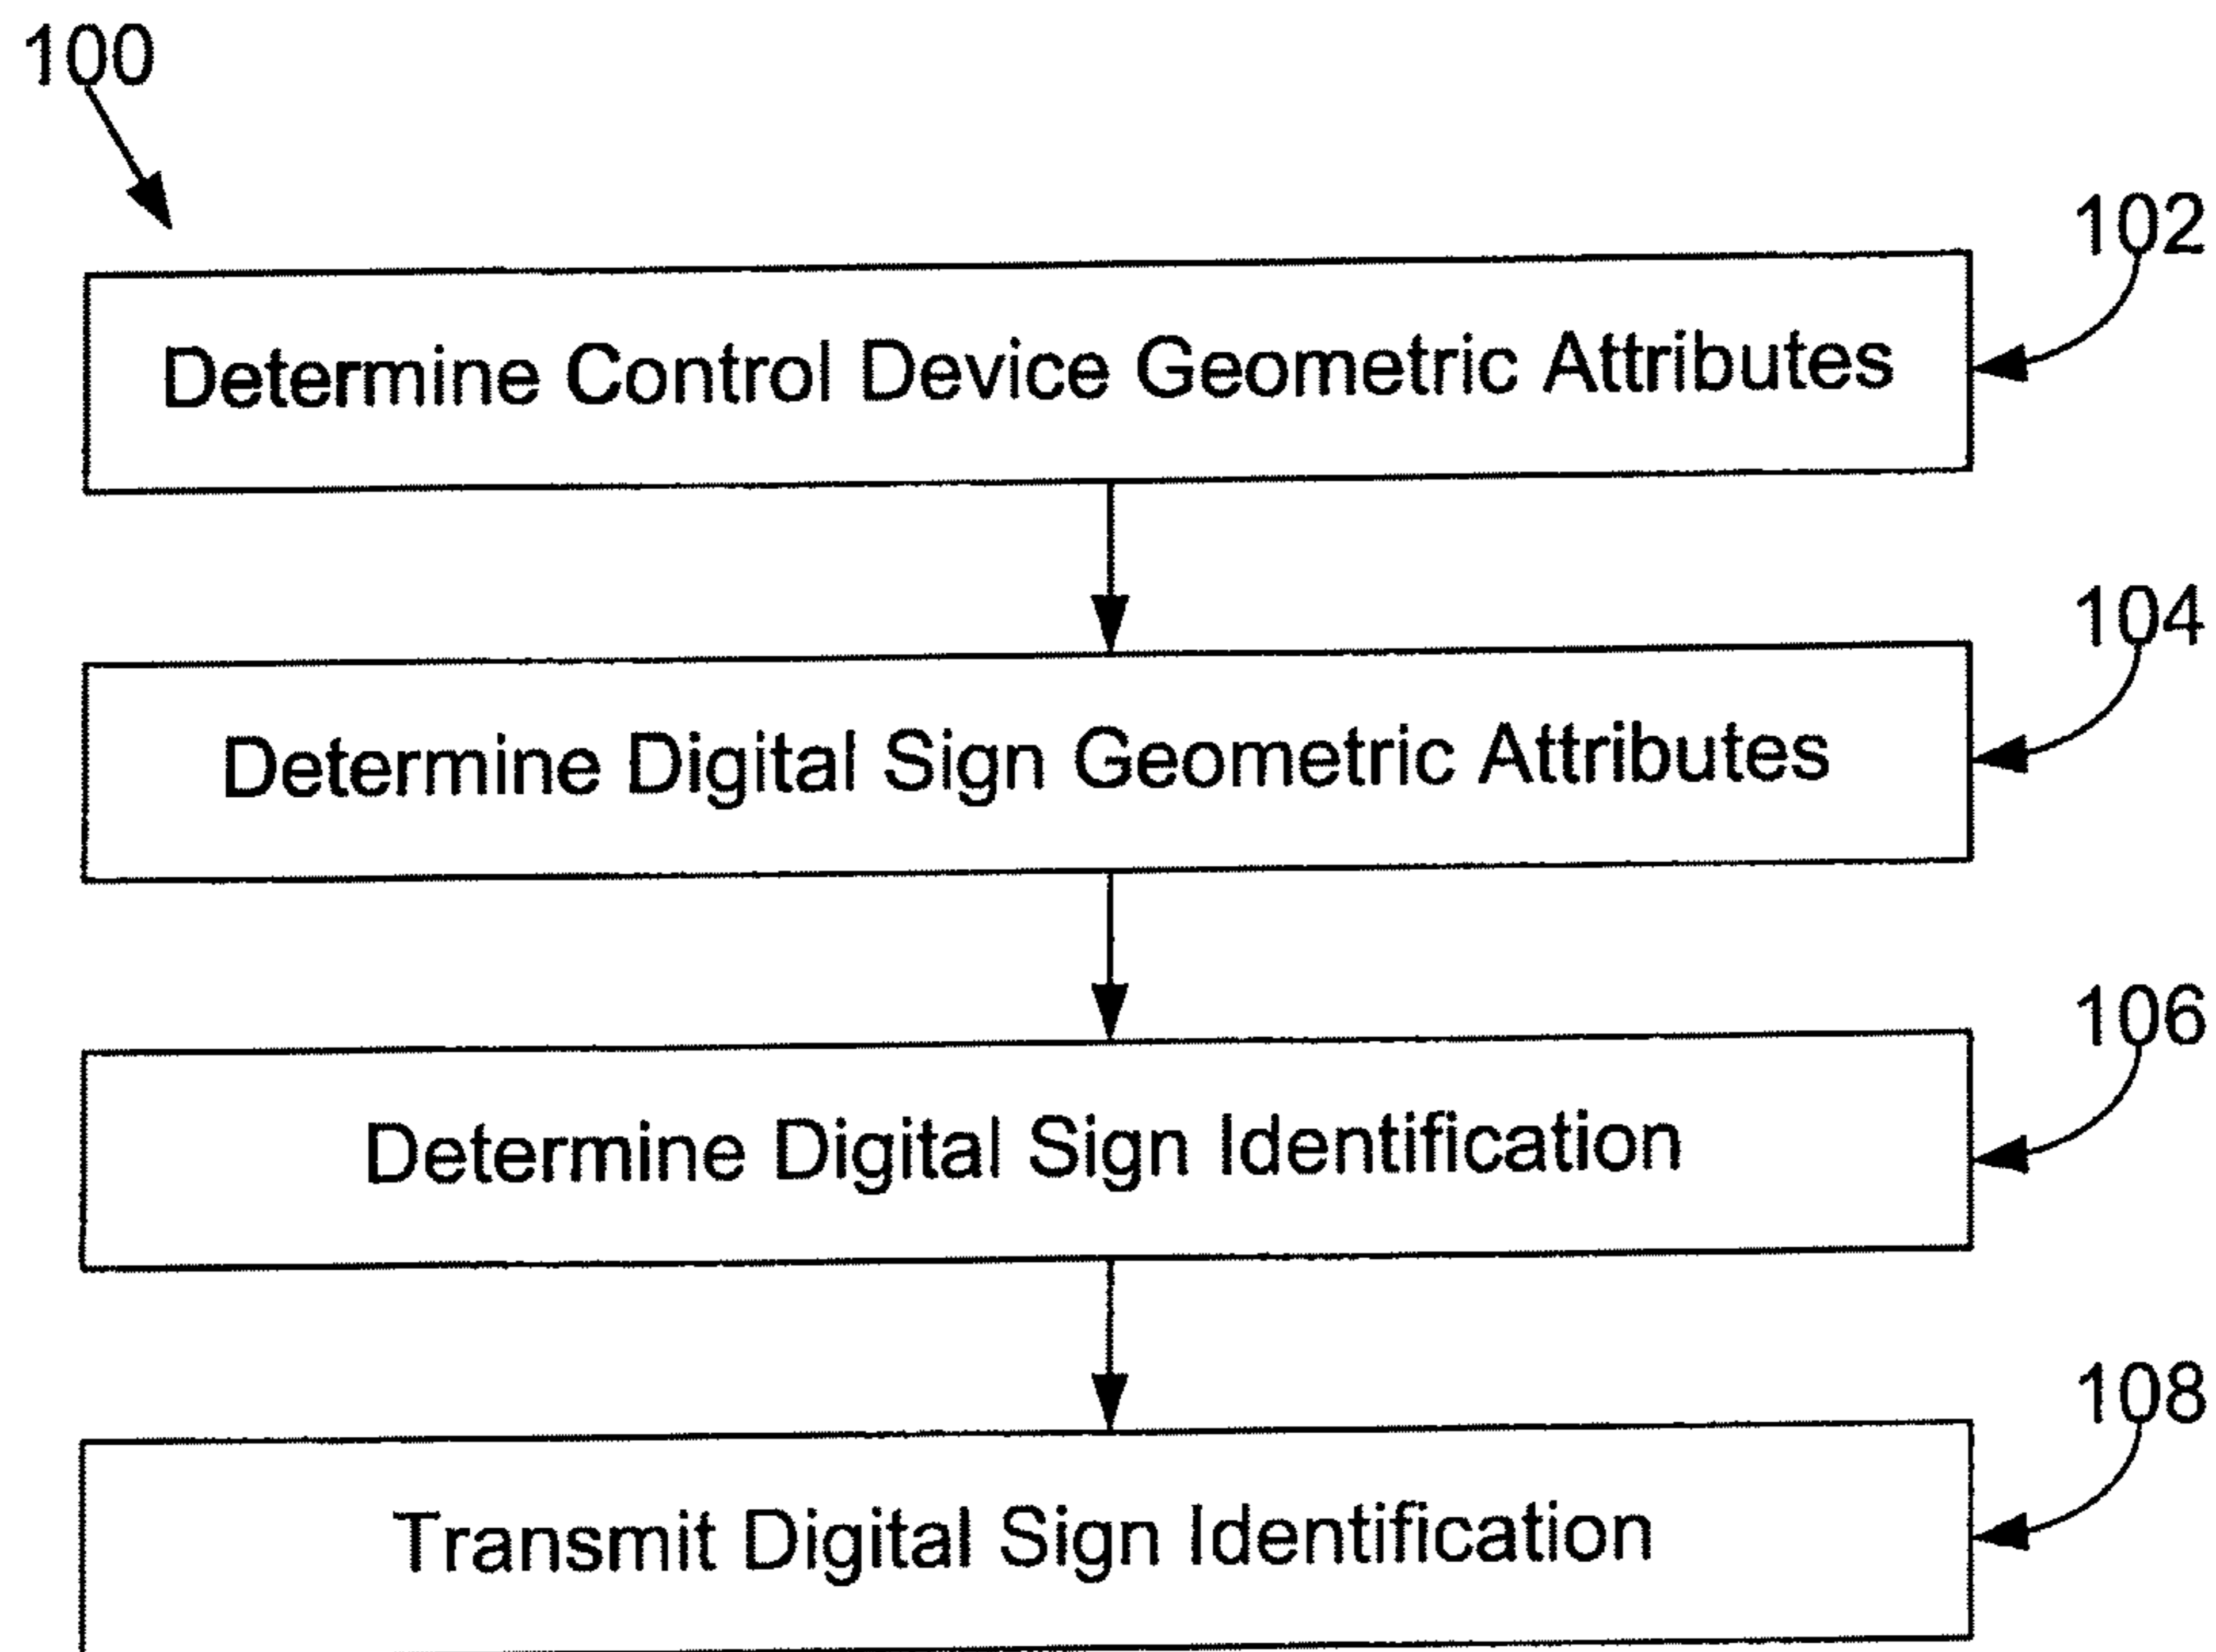 100
102
Determine Control Device Geometric Attributes
104
Determine Digital Sign Geometric Attributes
106
Determine Digital Sign Identification
108
Transmit Digital Sign Identification